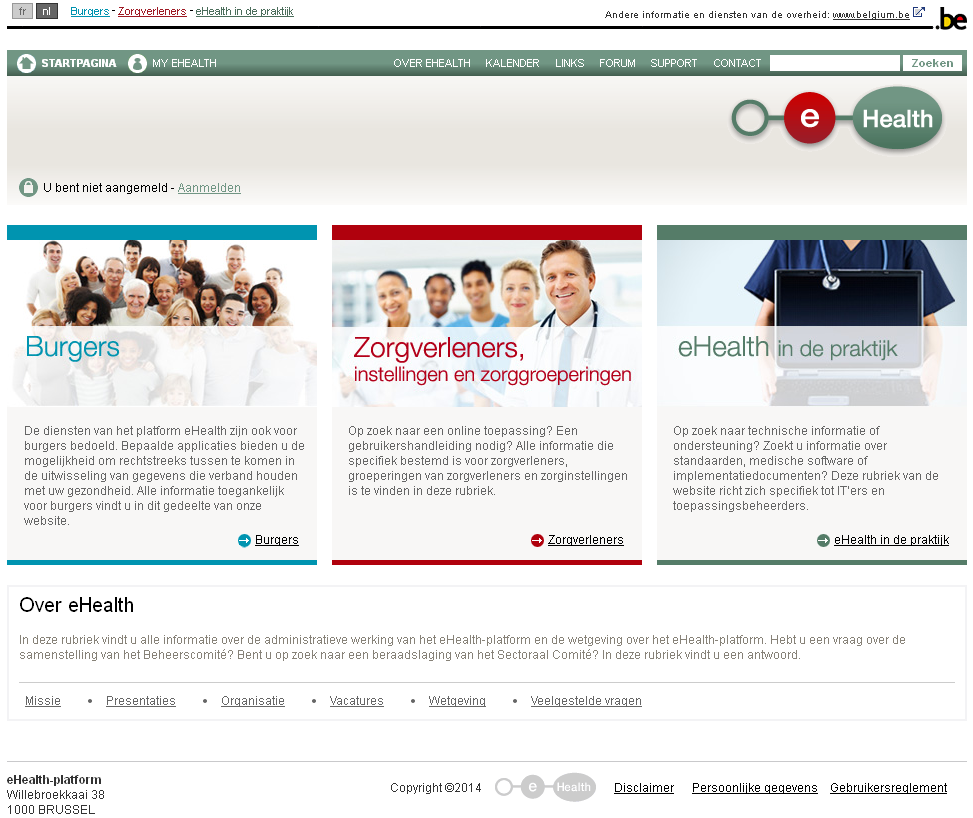 fr nl Burgers - Zorgverleners - eHealth in de praktijk
Andere informatie en diensten van de overheid: www.belgium.be
.be
STARTPAGINA MY EHEALTH OVER EHEALTH KALENDER LINKS FORUM SUPPORT CONTACT Zoeken
e Health
U bent niet aangemeld - Aanmelden
Burgers
De diensten van het platform eHealth zijn ook voor
burgers bedoeld. Bepaalde applicaties bieden u de
mogelijkheid om rechtstreeks tussen te komen in
de uitwisseling van gegevens die verband houden
met uw gezondheid. Alle informatie toegankelijk
voor burgers vindt u in dit gedeelte van onze
website.
Burgers
Zorgverleners,
instellingen en zorggroeperingen
Op zoek naar een online toepassing? Een
gebruikershandleiding nodig? Alle informatie die
specifiek bestemd is voor zorgverleners,
groeperingen van zorgverleners en zorginstellingen
is te vinden in deze rubriek.
Zorgverleners
eHealth in de praktijk
Op zoek naar technische informatie of
ondersteuning? Zoekt u informatie over
standaarden, medische software of
implementatiedocumenten? Deze rubriek van de
website richt zich specifiek tot IT'ers en
toepassingsbeheerders.
eHealth in de praktijk
Over eHealth
In deze rubriek vindt u alle informatie over de administratieve werking van het eHealth-platform en de wetgeving over het eHealth-platform. Hebt u een vraag over de
samenstelling van het Beheerscomité? Bent u op zoek naar een beraadslaging van het Sectoraal Comité? In deze rubriek vindt u een antwoord.
Missie • Presentaties • Organisatie • Vacatures • Wetgeving • Veelgestelde vragen
eHealth-platform
Willebroekkaai 38
1000 BRUSSEL
Copyright ©2014 e Health Disclaimer Persoonlijke gegevens Gebruikersreglement